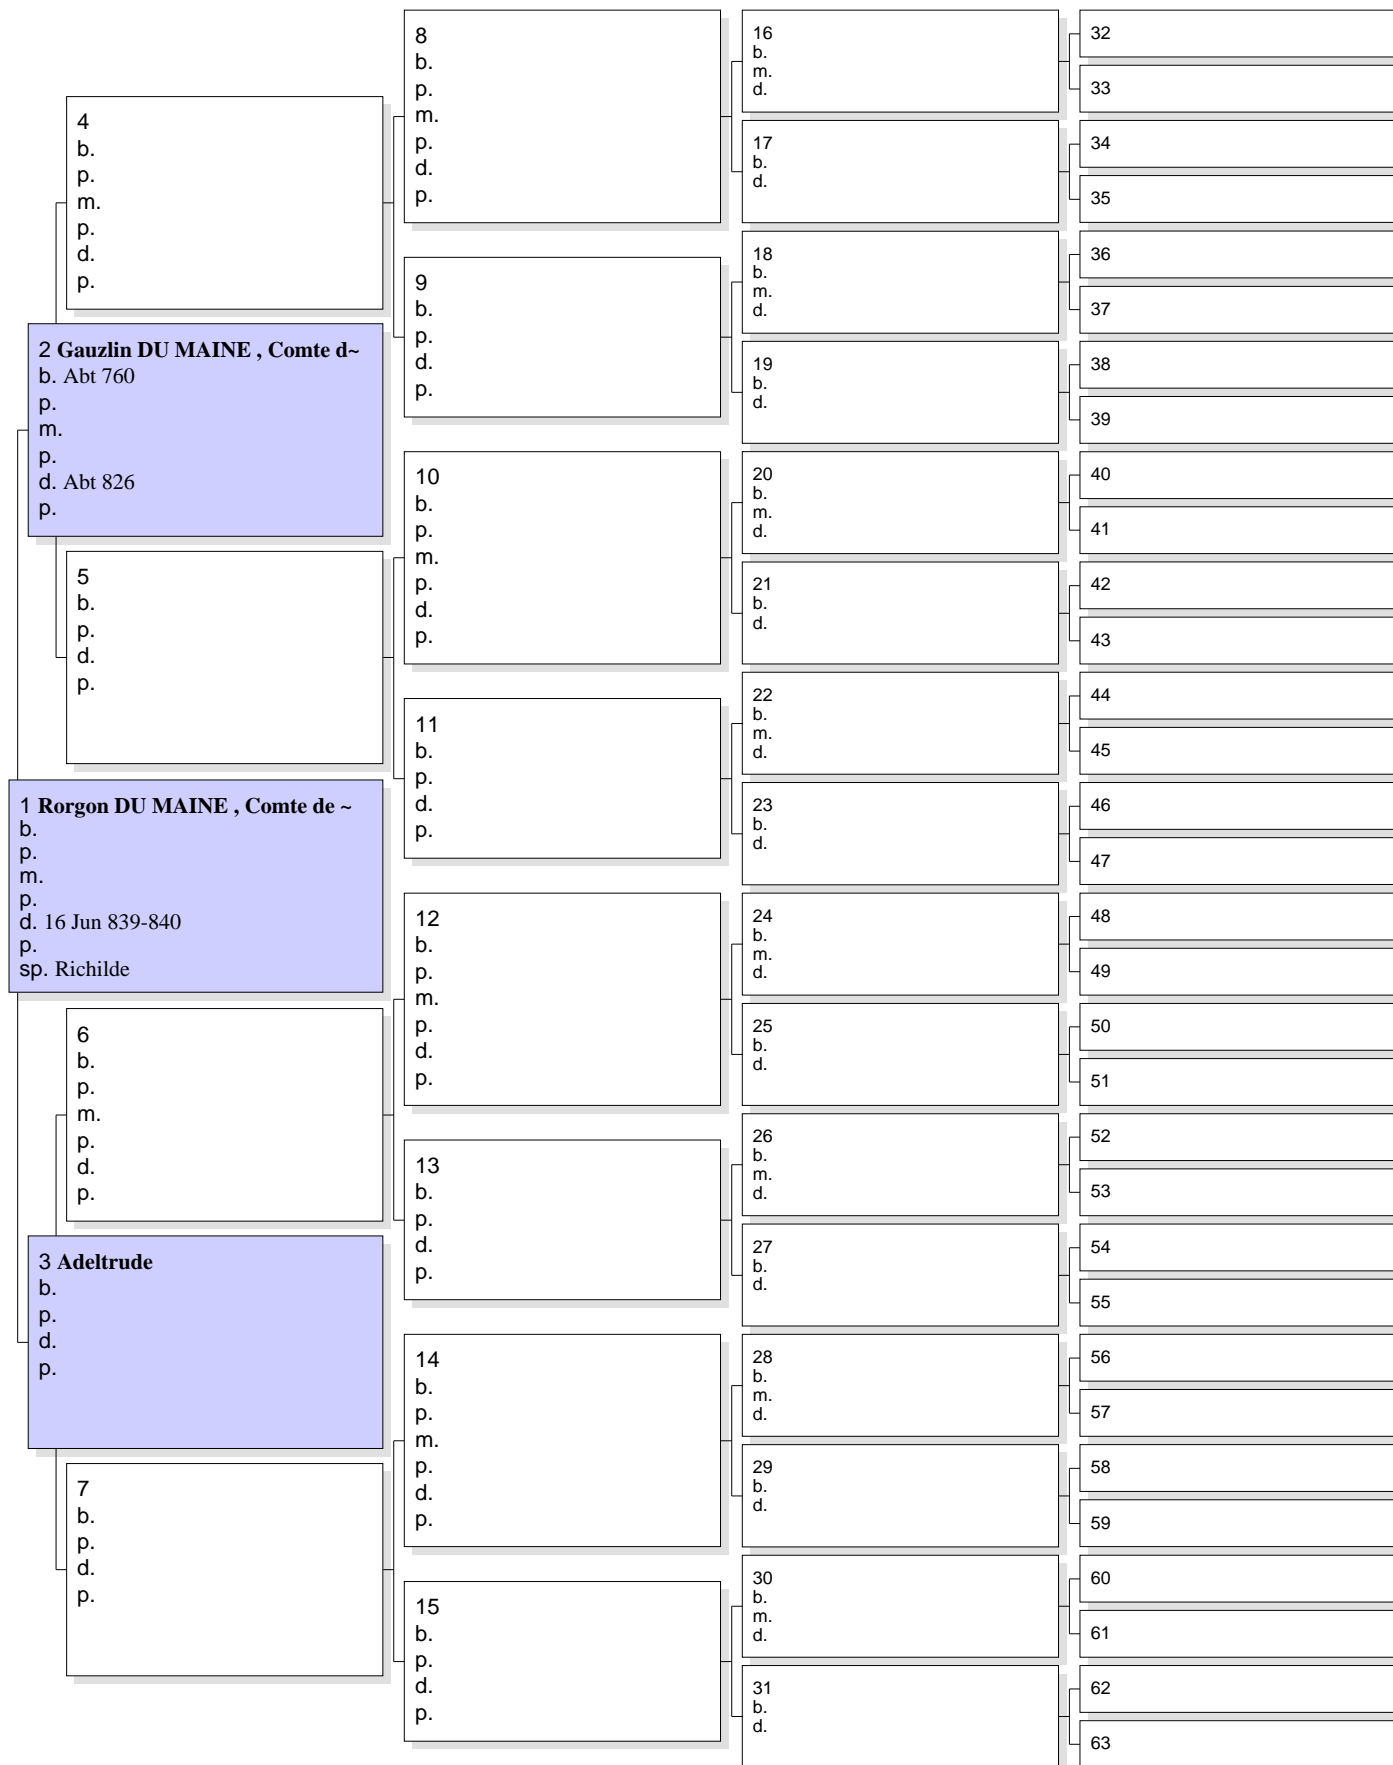 1 Rorgon DU MAINE , Comte de ~
b.
p.
m.
p.
d. 16 Jun 839-840
p.
sp. Richilde
2 Gauzlin DU MAINE , Comte d~
b. Abt 760
p.
m.
p.
d. Abt 826
p.
3 Adeltrude
b.
p.
d.
p.
4
b.
p.
m.
p.
d.
p.
5
b.
p.
d.
p.
6
b.
p.
m.
p.
d.
p.
7
b.
p.
d.
p.
8
b.
p.
m.
p.
d.
p.
9
b.
p.
d.
p.
10
b.
p.
m.
p.
d.
p.
11
b.
p.
d.
p.
12
b.
p.
m.
p.
d.
p.
13
b.
p.
d.
p.
14
b.
p.
m.
p.
d.
p.
15
b.
p.
d.
p.
16
b.
m.
d.
17
b.
d.
18
b.
m.
d.
19
b.
d.
20
b.
m.
d.
21
b.
d.
22
b.
m.
d.
23
b.
d.
24
b.
m.
d.
25
b.
d.
26
b.
m.
d.
27
b.
d.
28
b.
m.
d.
29
b.
d.
30
b.
m.
d.
31
b.
d.
32
33
34
35
36
37
38
39
40
41
42
43
44
45
46
47
48
49
50
51
52
53
54
55
56
57
58
59
60
61
62
63